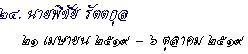 ๒๔. นายพิชัย รัตตกุล
๒๑ เมษายน ๒๕๑๙ - ๖ ตุลาคม ๒๕๑๙